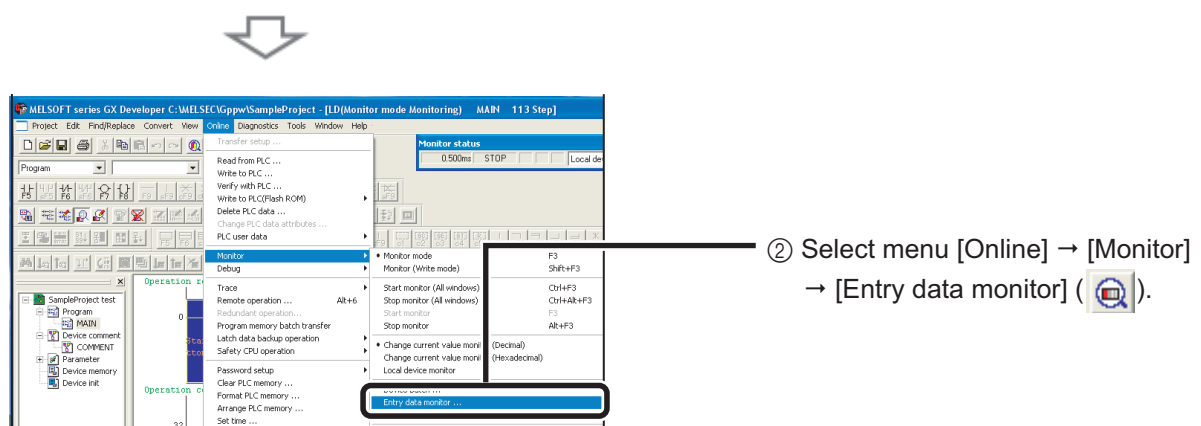 MELSOFT series GX Developer C:\MELSEC\Gppw\SampleProject - [LD(Monitor mode Monitoring) MAIN 113 Step]
Project Edit Find/Replace Convert View Online Diagnostics Tools Window Help
Transfer setup ...
Monitor status
0.500ms STOP Local de
Program
Read from PLC ...
Write to PLC ...
Verify with PLC ...
Write to PLC(Flash ROM)
Delete PLC data ...
Change PLC data attributes ...
PLC user data
Monitor
Debug
Trace
Remote operation ... Alt+6
Redundant operation...
Program memory batch transfer
Latch data backup operation
Safety CPU operation
Password setup
Clear PLC memory ...
Format PLC memory ...
Arrange PLC memory ...
Set time ...
• Monitor mode F3
Monitor (Write mode) Shift+F3
Start monitor (All windows) Ctrl+F3
Stop monitor (All windows) Ctrl+Alt+F3
Start monitor F3
Stop monitor Alt+F3
• Change current value moni (Decimal)
Change current value moni (Hexadecimal)
Local device monitor
Entry data monitor ...
SampleProject test
Program
MAIN
Device comment
COMMENT
Parameter
Device memory
Device init
Operation r
0
Operation c
32
② Select menu [Online] → [Monitor]
→ [Entry data monitor] ( ).